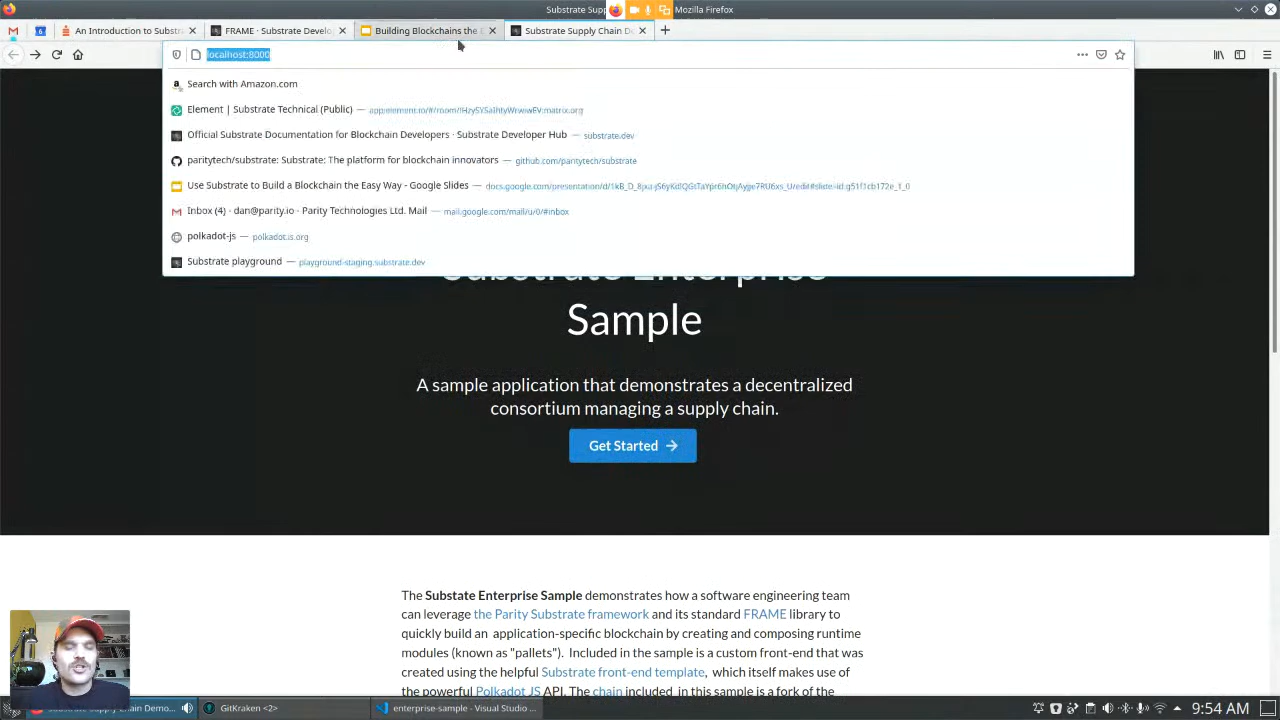 Substrate Supp
Mozilla Firefox
An Introduction to Substra
FRAME · Substrate Develo
Building Blockchains the E
Substrate Supply Chain De
localhost:8000
Search with Amazon.com
Element | Substrate Technical (Public) —
Official Substrate Documentation for Blockchain Developers · Substrate Developer Hub — substrate.dev
paritytech/substrate: Substrate: The platform for blockchain innovators — github.com/paritytech/substrate
Use Substrate to Build a Blockchain the Easy Way - Google Slides —
Inbox (4) - dan@parity.io - Parity Technologies Ltd. Mail — mail.google.com/mail/u/0/#inbox
polkadot-js — polkadot.js.org
Substrate playground — playground-staging.substrate.dev
Substrate Enterprise
Sample
A sample application that demonstrates a decentralized
consortium managing a supply chain.
Get Started →
The Substate Enterprise Sample demonstrates how a software engineering team
can leverage the Parity Substrate framework and its standard FRAME library to
quickly build an application-specific blockchain by creating and composing runtime
modules (known as "pallets"). Included in the sample is a custom front-end that was
created using the helpful Substrate front-end template, which itself makes use of
the powerful Polkadot JS API. The chain included in this sample is a fork of the
Substrate Supply Chain Demo...
GitKraken <2>
enterprise-sample - Visual Studio ...
9:54 AM